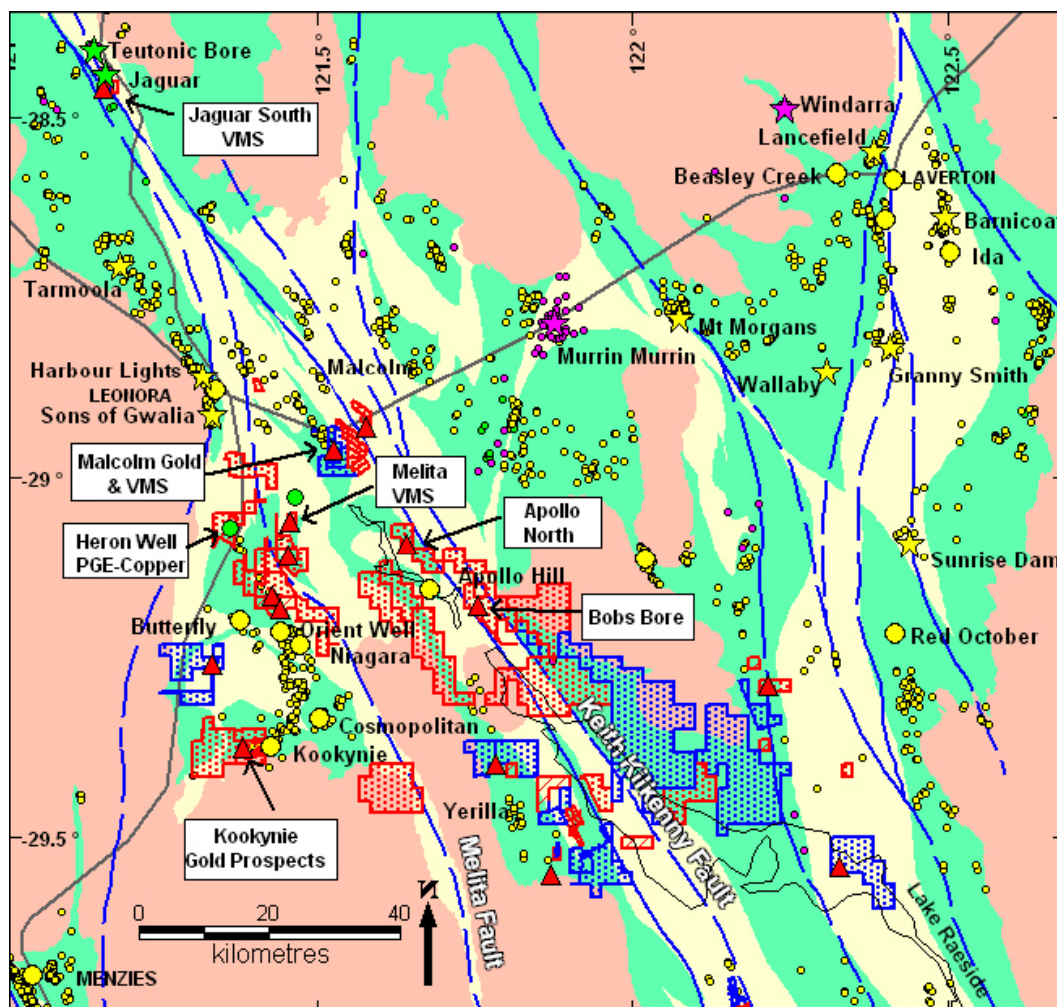 121.5°
122°
122.5°
Teutonic Bore
Jaguar
-28.5°
Jaguar South
VMS
Windarra
Lancefield
Beasley Creek
LAVERTON
Barnicoat
Ida
Tarmoola
Mt Morgans
Murrin Murrin
Malcolm
Harbour Lights
LEONORA
Sons of Gwalia
Wallaby
Granny Smith
Malcolm Gold
& VMS
-29°
Melita
VMS
Apollo
North
Heron Well
PGE-Copper
Sunrise Dam
Apollo Hill
Bobs Bore
Butterfly
Orient Well
Niagara
Red October
Cosmopolitan
Kookynie
Keith Kilkenny Fault
Yerilla
-29.5°
Kookynie
Gold Prospects
Melita Fault
Lake Raeside
N
0 20 40
kilometres
MENZIES